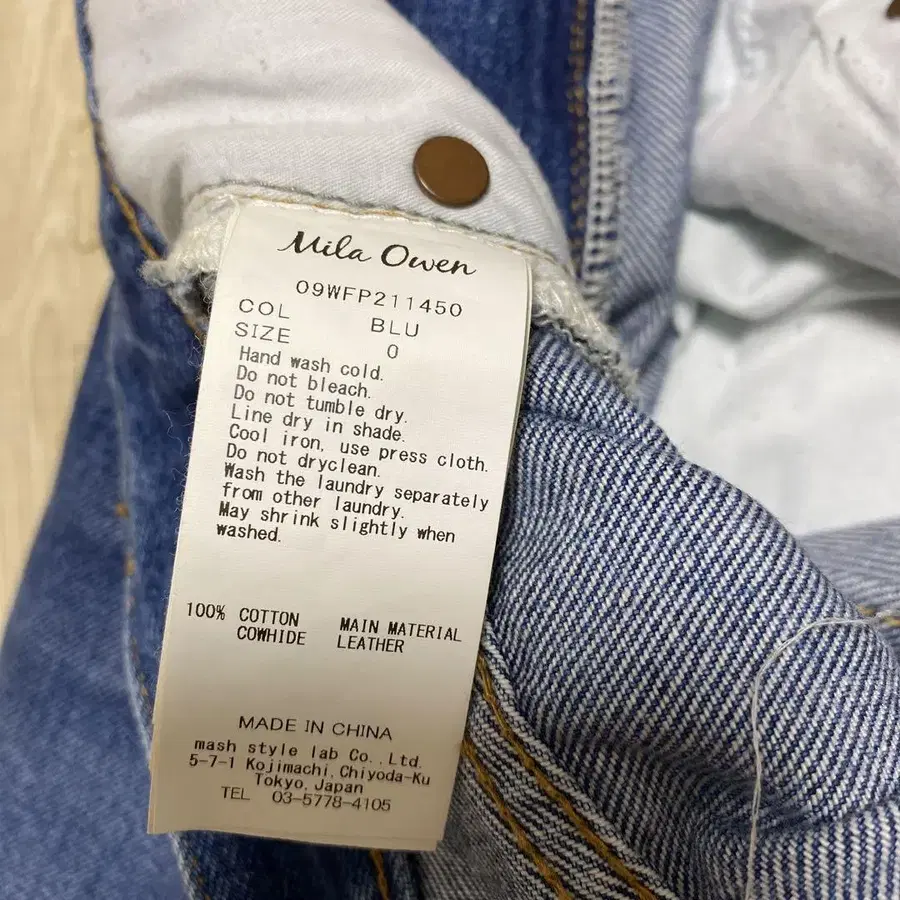 Mila Owen
09WFP211450
COL BLU
SIZE 0
Hand wash cold.
Do not bleach.
Do not tumble dry.
Line dry in shade.
Cool iron, use press cloth.
Do not dryclean.
Wash the laundry separately
from other laundry.
May shrink slightly when
washed.
100% COTTON MAIN MATERIAL
COWHIDE LEATHER
MADE IN CHINA
mash style lab Co.,Ltd.
5-7-1 Kojimachi,Chiyoda-Ku
Tokyo,Japan
TEL 03-5778-4105